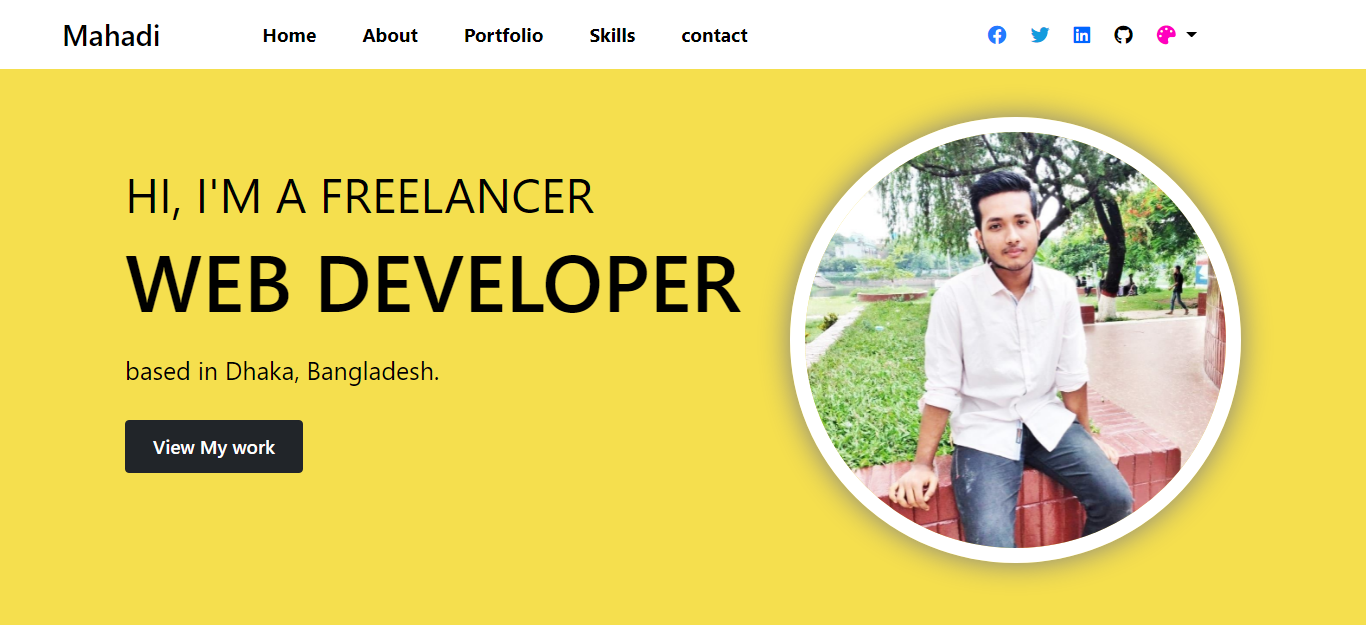 Mahadi
Home About Portfolio Skills contact
HI, I'M A FREELANCER
WEB DEVELOPER
based in Dhaka, Bangladesh.
View My work